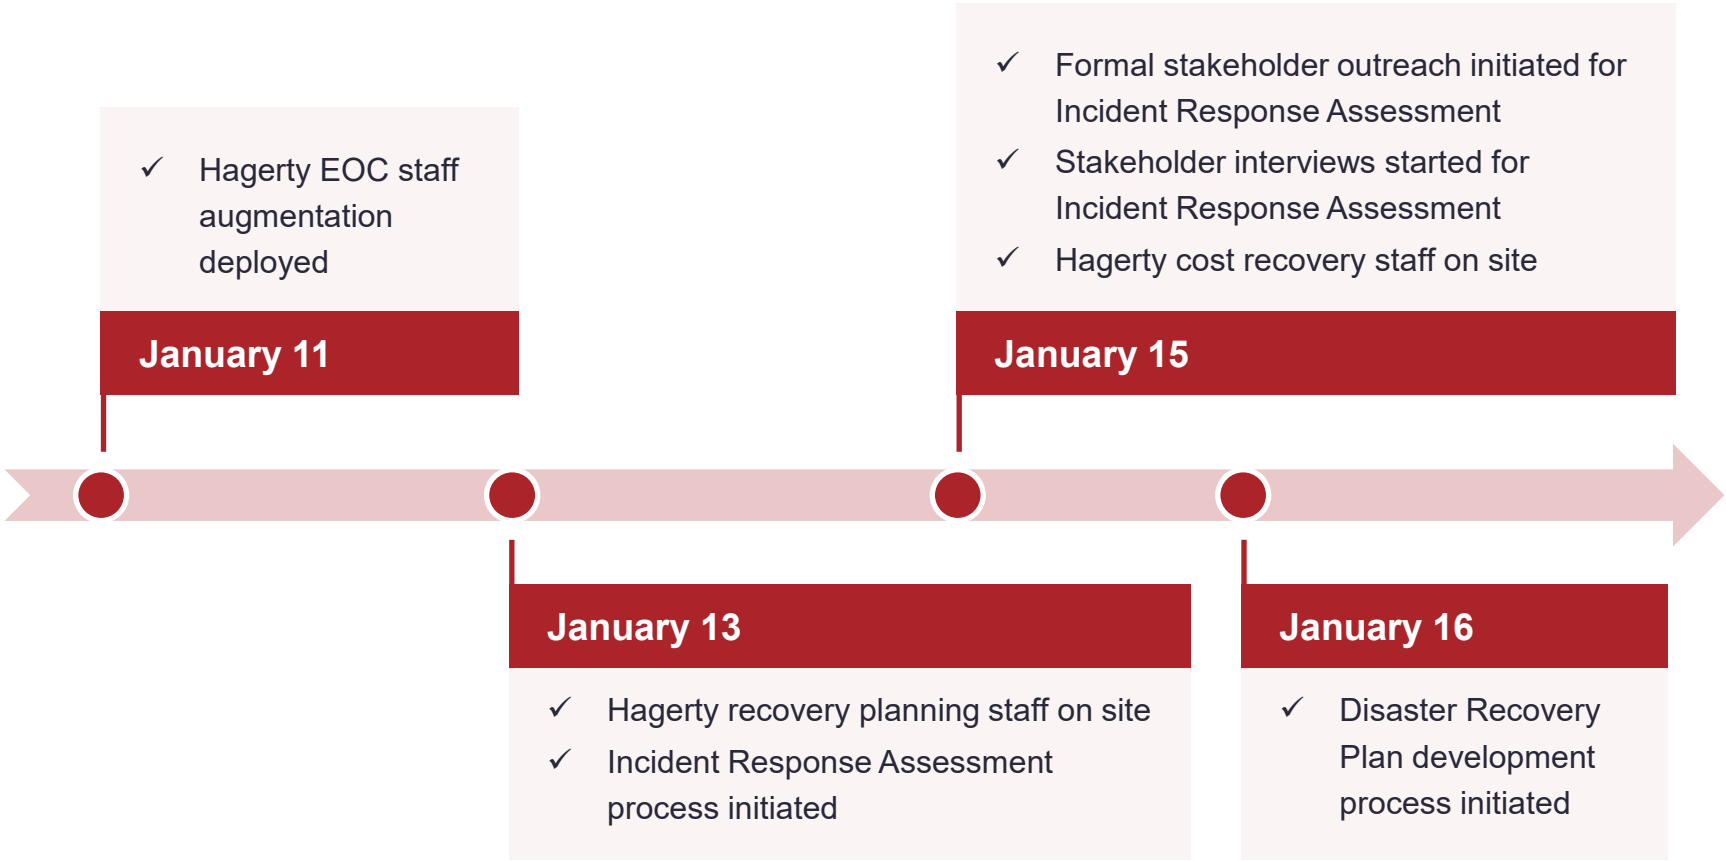 Hagerty EOC staff
augmentation
deployed
January 11
Formal stakeholder outreach initiated for
Incident Response Assessment
Stakeholder interviews started for
Incident Response Assessment
Hagerty cost recovery staff on site
January 15
January 13
Hagerty recovery planning staff on site
Incident Response Assessment
process initiated
January 16
Disaster Recovery
Plan development
process initiated